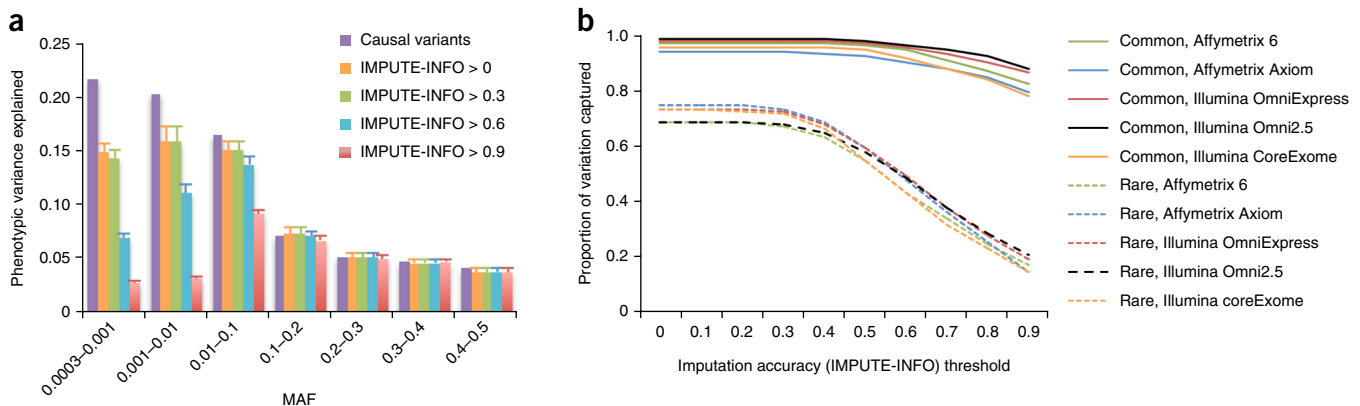 a
Phenotypic variance explained
0.25
0.20
0.15
0.10
0.05
0
Causal variants
IMPUTE-INFO > 0
IMPUTE-INFO > 0.3
IMPUTE-INFO > 0.6
IMPUTE-INFO > 0.9
0.0003–0.001
0.001–0.01
0.01–0.1
0.1–0.2
0.2–0.3
0.3–0.4
0.4–0.5
MAF
b
Proportion of variation captured
1.0
0.8
0.6
0.4
0.2
0
0 0.1 0.2 0.3 0.4 0.5 0.6 0.7 0.8 0.9
Imputation accuracy (IMPUTE-INFO) threshold
Common, Affymetrix 6
Common, Affymetrix Axiom
Common, Illumina OmniExpress
Common, Illumina Omni2.5
Common, Illumina CoreExome
Rare, Affymetrix 6
Rare, Affymetrix Axiom
Rare, Illumina OmniExpress
Rare, Illumina Omni2.5
Rare, Illumina coreExome